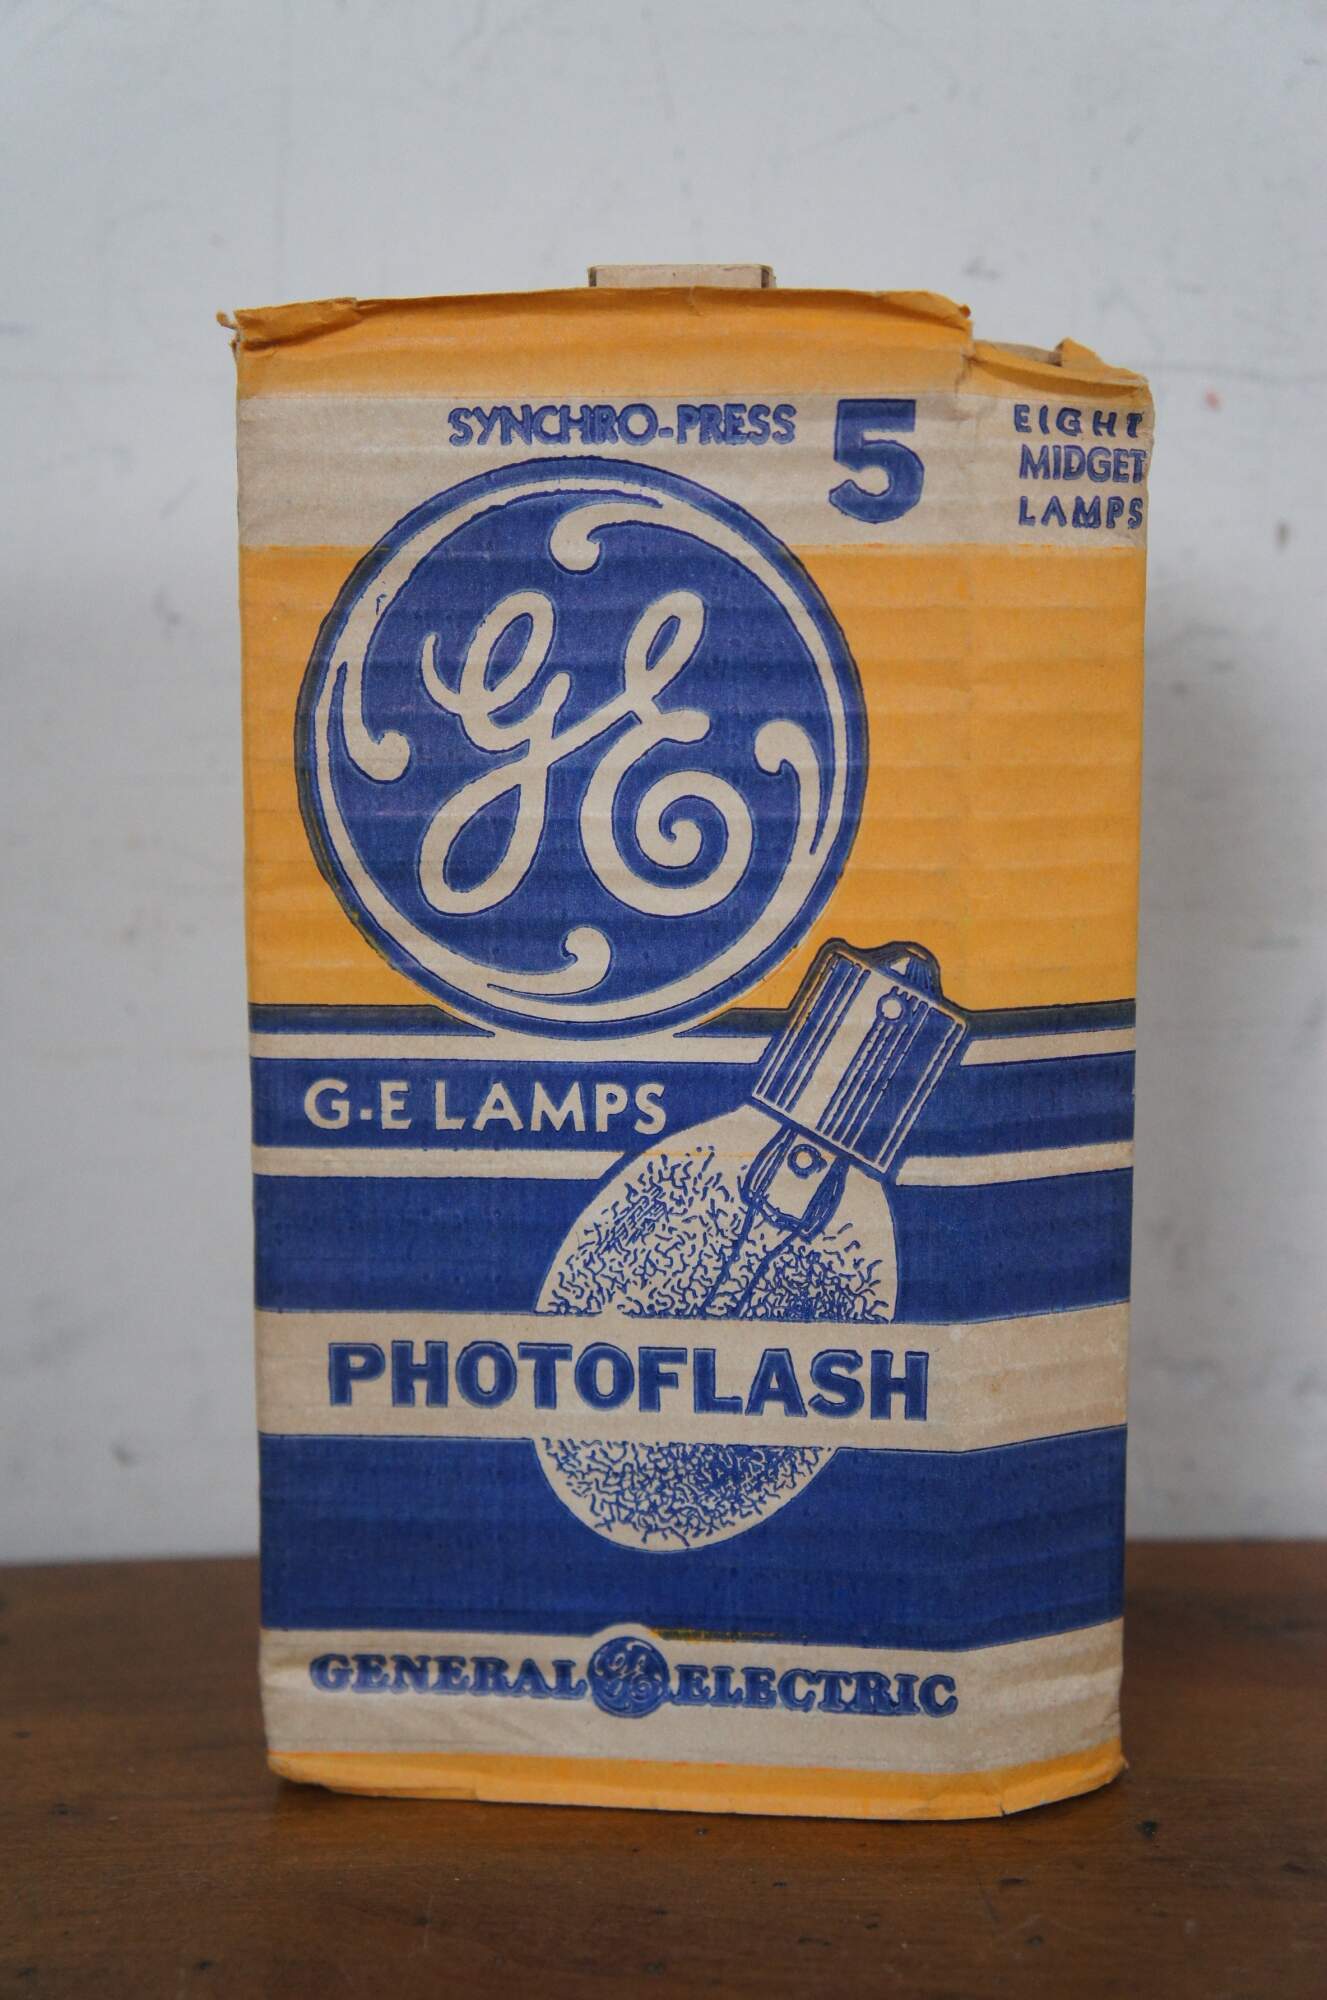 SYNCHRO-PRESS 5
EIGHT
MIDGET
LAMPS
GE
G-E LAMPS
PHOTOFLASH
GENERAL GE ELECTRIC